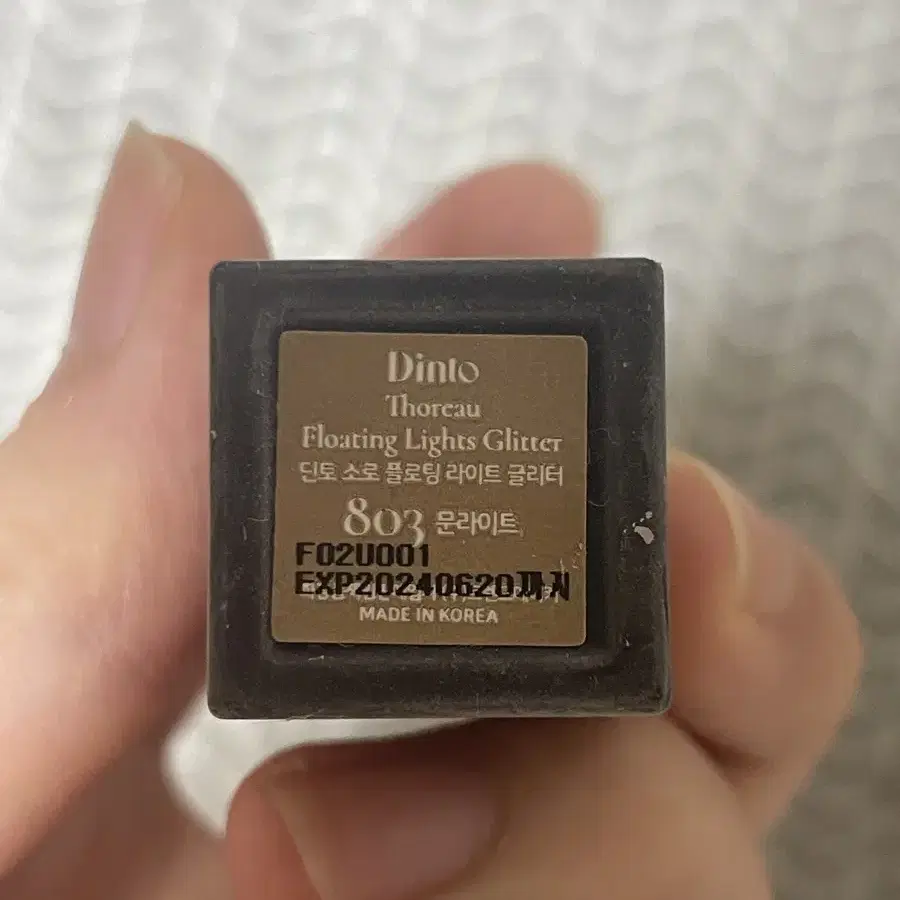 Dinto
Thoreau
Floating Lights Glitter
딘토 소로 플로팅 라이트 글리터
803 문라이트
F02U001
EXP20240620까지
MADE IN KOREA